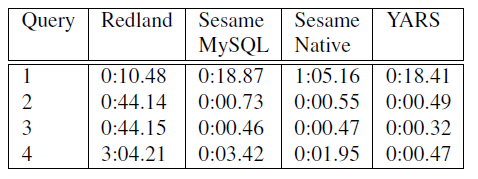 Query Redland Sesame Sesame YARS
MySQL Native
1 0:10.48 0:18.87 1:05.16 0:18.41
2 0:44.14 0:00.73 0:00.55 0:00.49
3 0:44.15 0:00.46 0:00.47 0:00.32
4 3:04.21 0:03.42 0:01.95 0:00.47